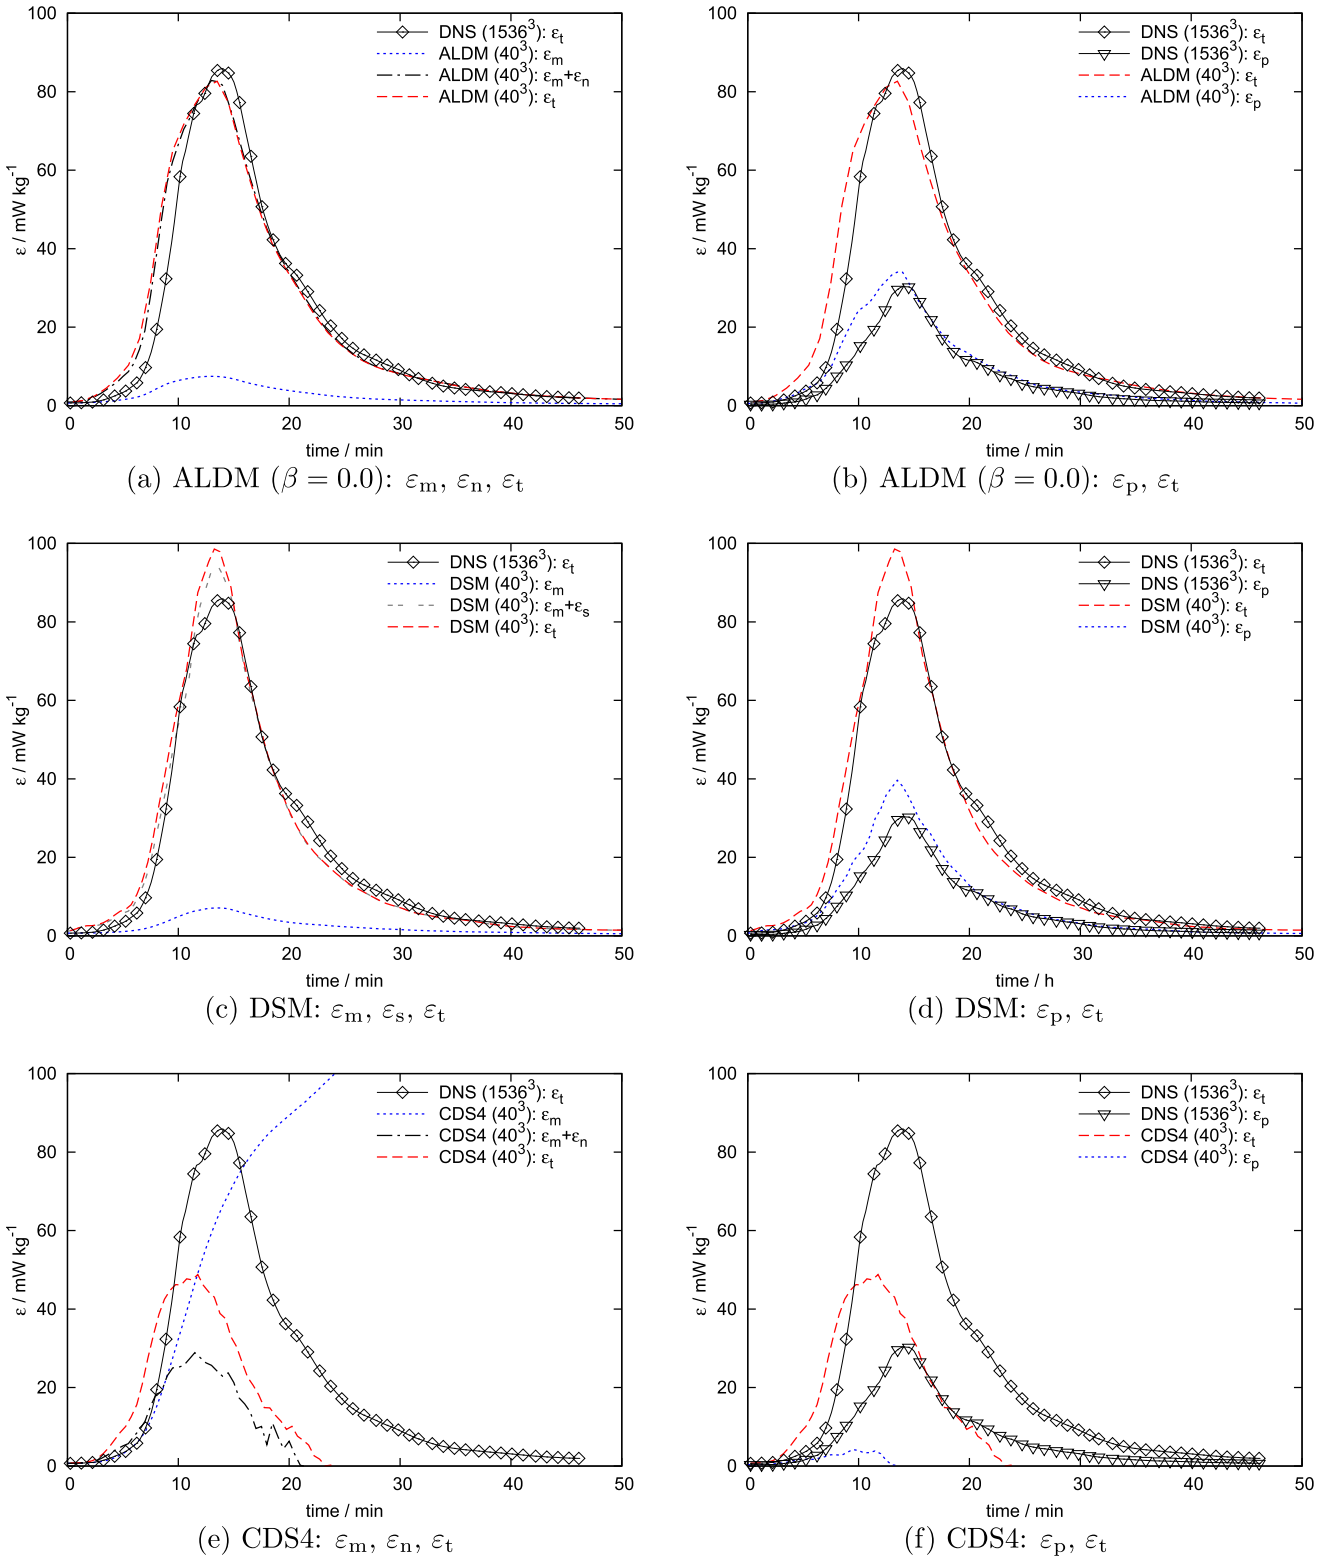 100
80
60
40
20
0
ε / mW kg⁻¹
DNS (1536³): εt
ALDM (40³): εm
ALDM (40³): εm+εn
ALDM (40³): εt
0 10 20 30 40 50
time / min
(a) ALDM (β = 0.0): εm, εn, εt
100
80
60
40
20
0
ε / mW kg⁻¹
DNS (1536³): εt
DNS (1536³): εp
ALDM (40³): εt
ALDM (40³): εp
0 10 20 30 40 50
time / min
(b) ALDM (β = 0.0): εp, εt
100
80
60
40
20
0
ε / mW kg⁻¹
DNS (1536³): εt
DSM (40³): εm
DSM (40³): εm+εs
DSM (40³): εt
0 10 20 30 40 50
time / min
(c) DSM: εm, εs, εt
100
80
60
40
20
0
ε / mW kg⁻¹
DNS (1536³): εt
DNS (1536³): εp
DSM (40³): εt
DSM (40³): εp
0 10 20 30 40 50
time / h
(d) DSM: εp, εt
100
80
60
40
20
0
ε / mW kg⁻¹
DNS (1536³): εt
CDS4 (40³): εm
CDS4 (40³): εm+εn
CDS4 (40³): εt
0 10 20 30 40 50
time / min
(e) CDS4: εm, εn, εt
100
80
60
40
20
0
ε / mW kg⁻¹
DNS (1536³): εt
DNS (1536³): εp
CDS4 (40³): εt
CDS4 (40³): εp
0 10 20 30 40 50
time / min
(f) CDS4: εp, εt